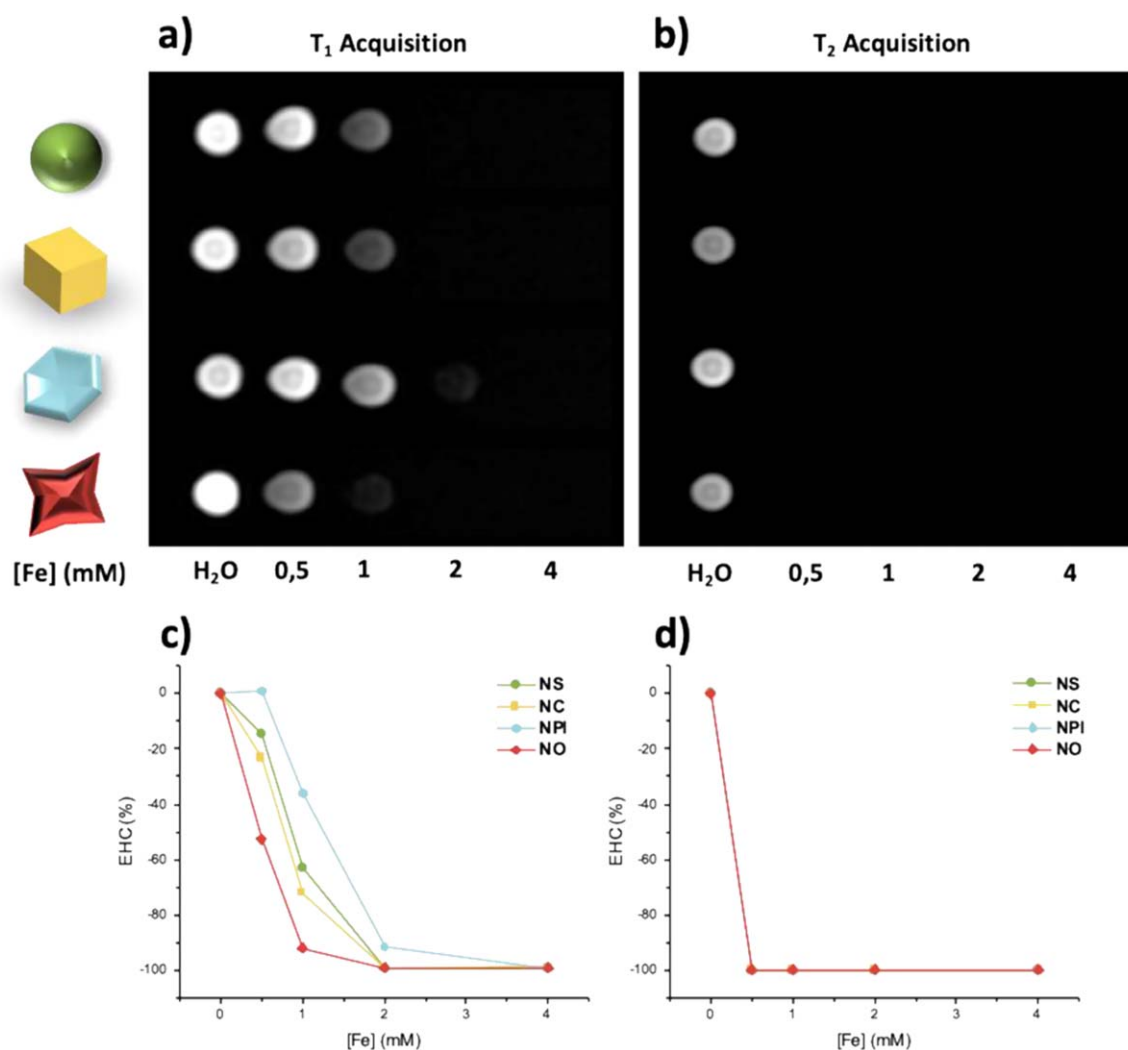 a)
T₁ Acquisition
b)
T₂ Acquisition
[Fe] (mM)
H₂O 0,5 1 2 4
H₂O 0,5 1 2 4
c)
NS
NC
NPI
NO
0
-20
-40
-60
-80
-100
EHC (%)
0 1 2 3 4
[Fe] (mM)
d)
NS
NC
NPI
NO
0
-20
-40
-60
-80
-100
EHC (%)
0 1 2 3 4
[Fe] (mM)